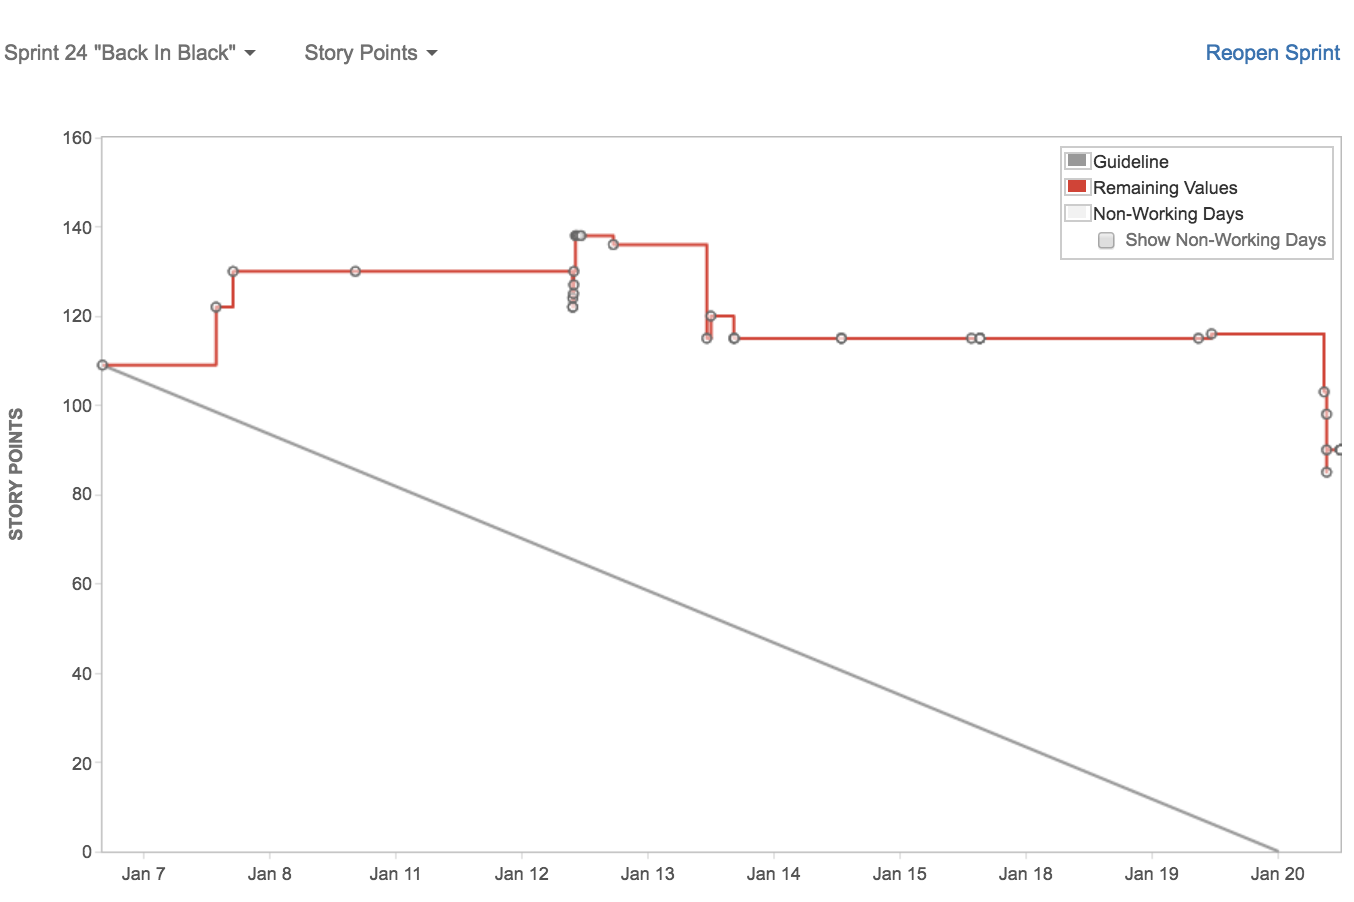 Sprint 24 "Back In Black" Story Points Reopen Sprint
160
140
120
100
80
60
40
20
0
STORY POINTS
Guideline
Remaining Values
Non-Working Days
Show Non-Working Days
Jan 7 Jan 8 Jan 11 Jan 12 Jan 13 Jan 14 Jan 15 Jan 18 Jan 19 Jan 20